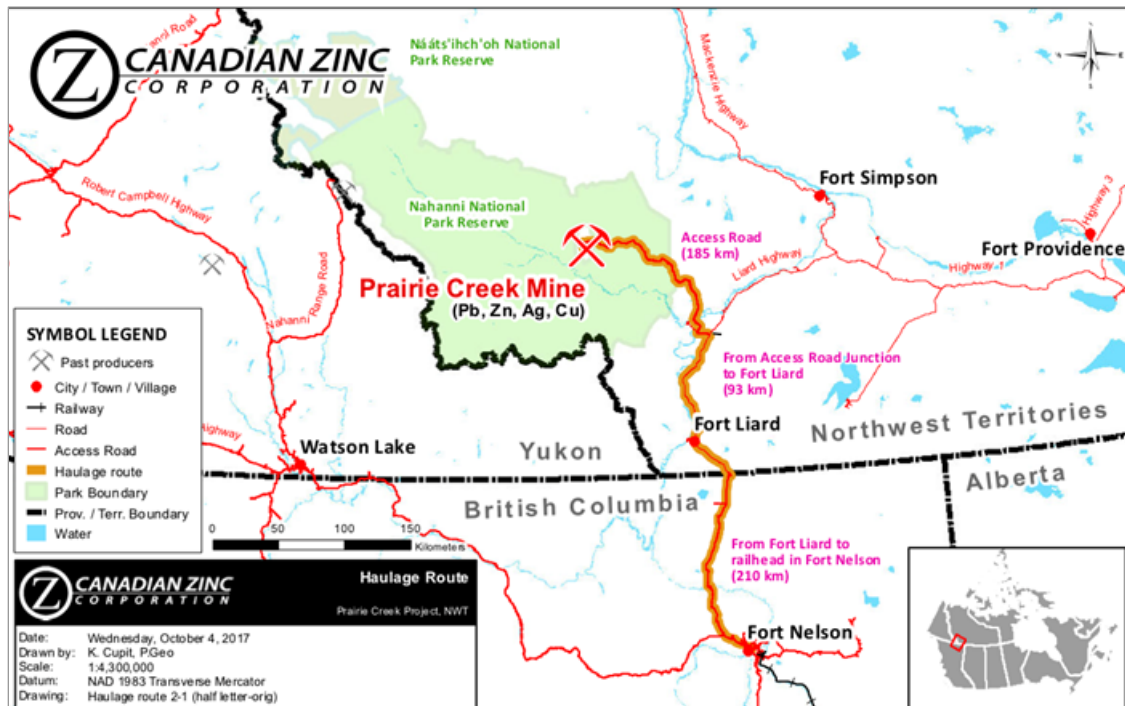 CANADIAN ZINC
CORPORATION
Nááts'ihch'oh National
Park Reserve
Mackenzie Highway
Robert Campbell Highway
Nahanni National
Park Reserve
Fort Simpson
Highway 3
Access Road
(185 km)
Fort Providence
Liard Highway
Highway 1
Prairie Creek Mine
(Pb, Zn, Ag, Cu)
Nahanni Range Road
From Access Road Junction
to Fort Liard
(93 km)
Fort Liard
Northwest Territories
Watson Lake
Yukon
Alberta
British Columbia
SYMBOL LEGEND
Past producers
City / Town / Village
Railway
Road
Access Road
Haulage route
Park Boundary
Prov. / Terr. Boundary
Water
0 50 100 150
Kilometers
From Fort Liard to
railhead in Fort Nelson
(210 km)
Fort Nelson
CANADIAN ZINC
CORPORATION
Haulage Route
Prairie Creek Project, NWT
Date: Wednesday, October 4, 2017
Drawn by: K. Cupit, P.Geo
Scale: 1:4,300,000
Datum: NAD 1983 Transverse Mercator
Drawing: Haulage route 2-1 (half letter-orig)